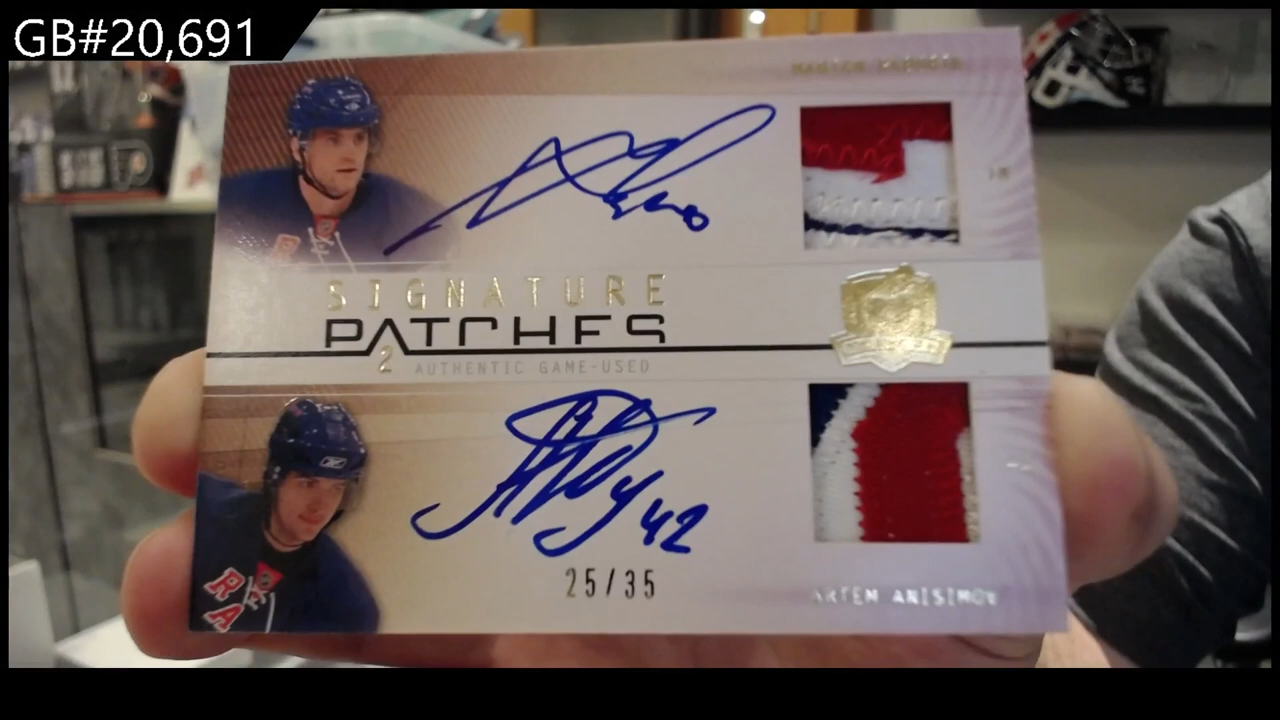 GB#20,691
SIGNATURE
PATCHES
2
AUTHENTIC GAME-USED
42
25/35
ARTEM ANISIMOV